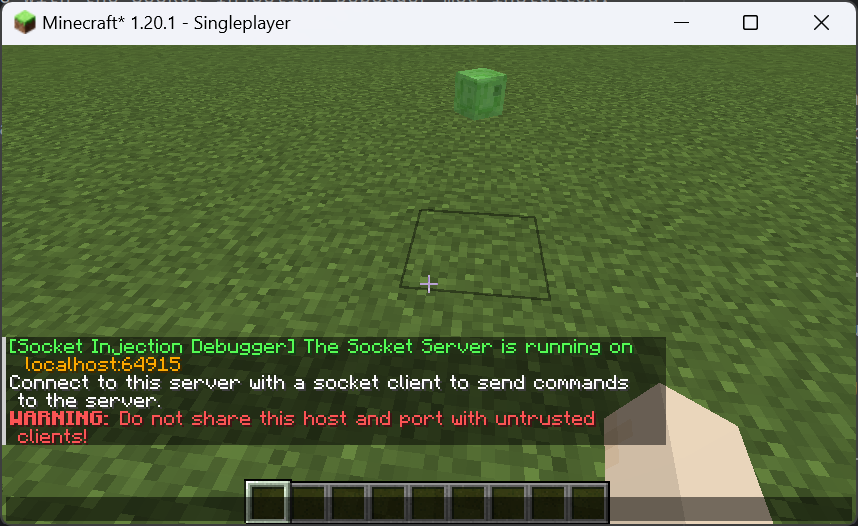 Minecraft* 1.20.1 - Singleplayer
[Socket Injection Debugger] The Socket Server is running on
localhost:64915
Connect to this server with a socket client to send commands
to the server.
WARNING: Do not share this host and port with untrusted
clients!